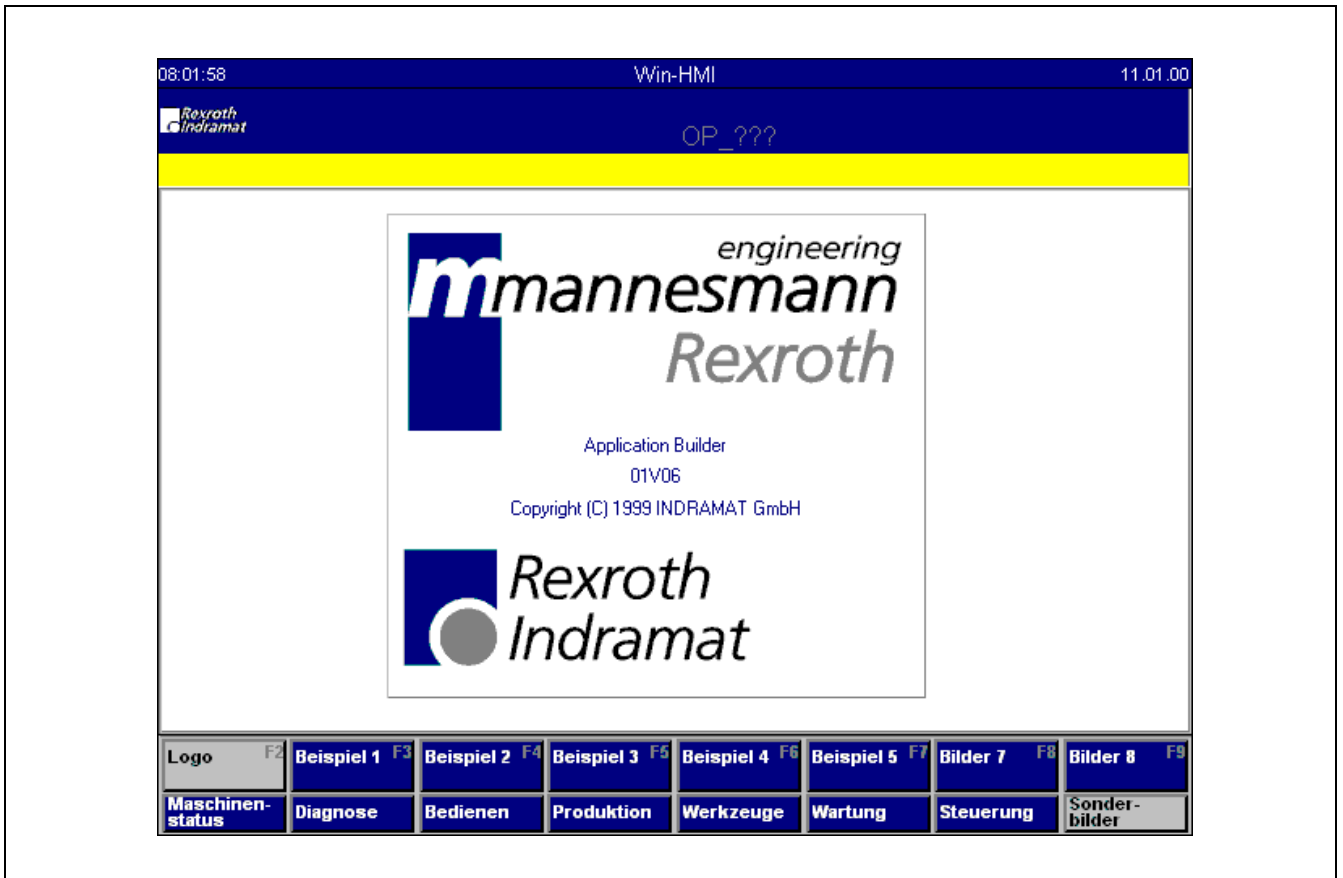 08:01:58 Win-HMI 11.01.00
Rexroth
Indramat
OP_???
engineering
mannesmann
Rexroth
Application Builder
01V06
Copyright (C) 1999 INDRAMAT GmbH
Rexroth
Indramat
Logo F2 Beispiel 1 F3 Beispiel 2 F4 Beispiel 3 F5 Beispiel 4 F6 Beispiel 5 F7 Bilder 7 F8 Bilder 8 F9
Maschinen-
status Diagnose Bedienen Produktion Werkzeuge Wartung Steuerung Sonder-
bilder